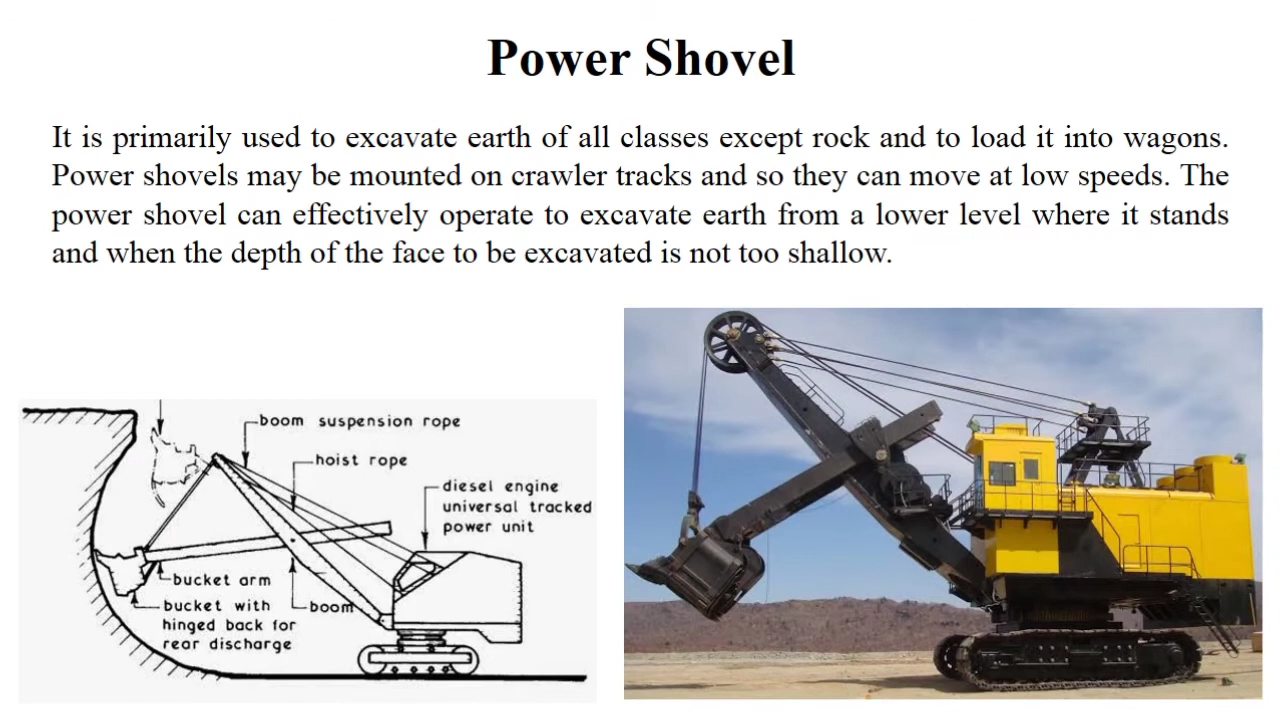 Power Shovel
It is primarily used to excavate earth of all classes except rock and to load it into wagons.
Power shovels may be mounted on crawler tracks and so they can move at low speeds. The
power shovel can effectively operate to excavate earth from a lower level where it stands
and when the depth of the face to be excavated is not too shallow.
boom suspension rope
hoist rope
diesel engine
universal tracked
power unit
bucket arm
bucket with
hinged back for
rear discharge
boom